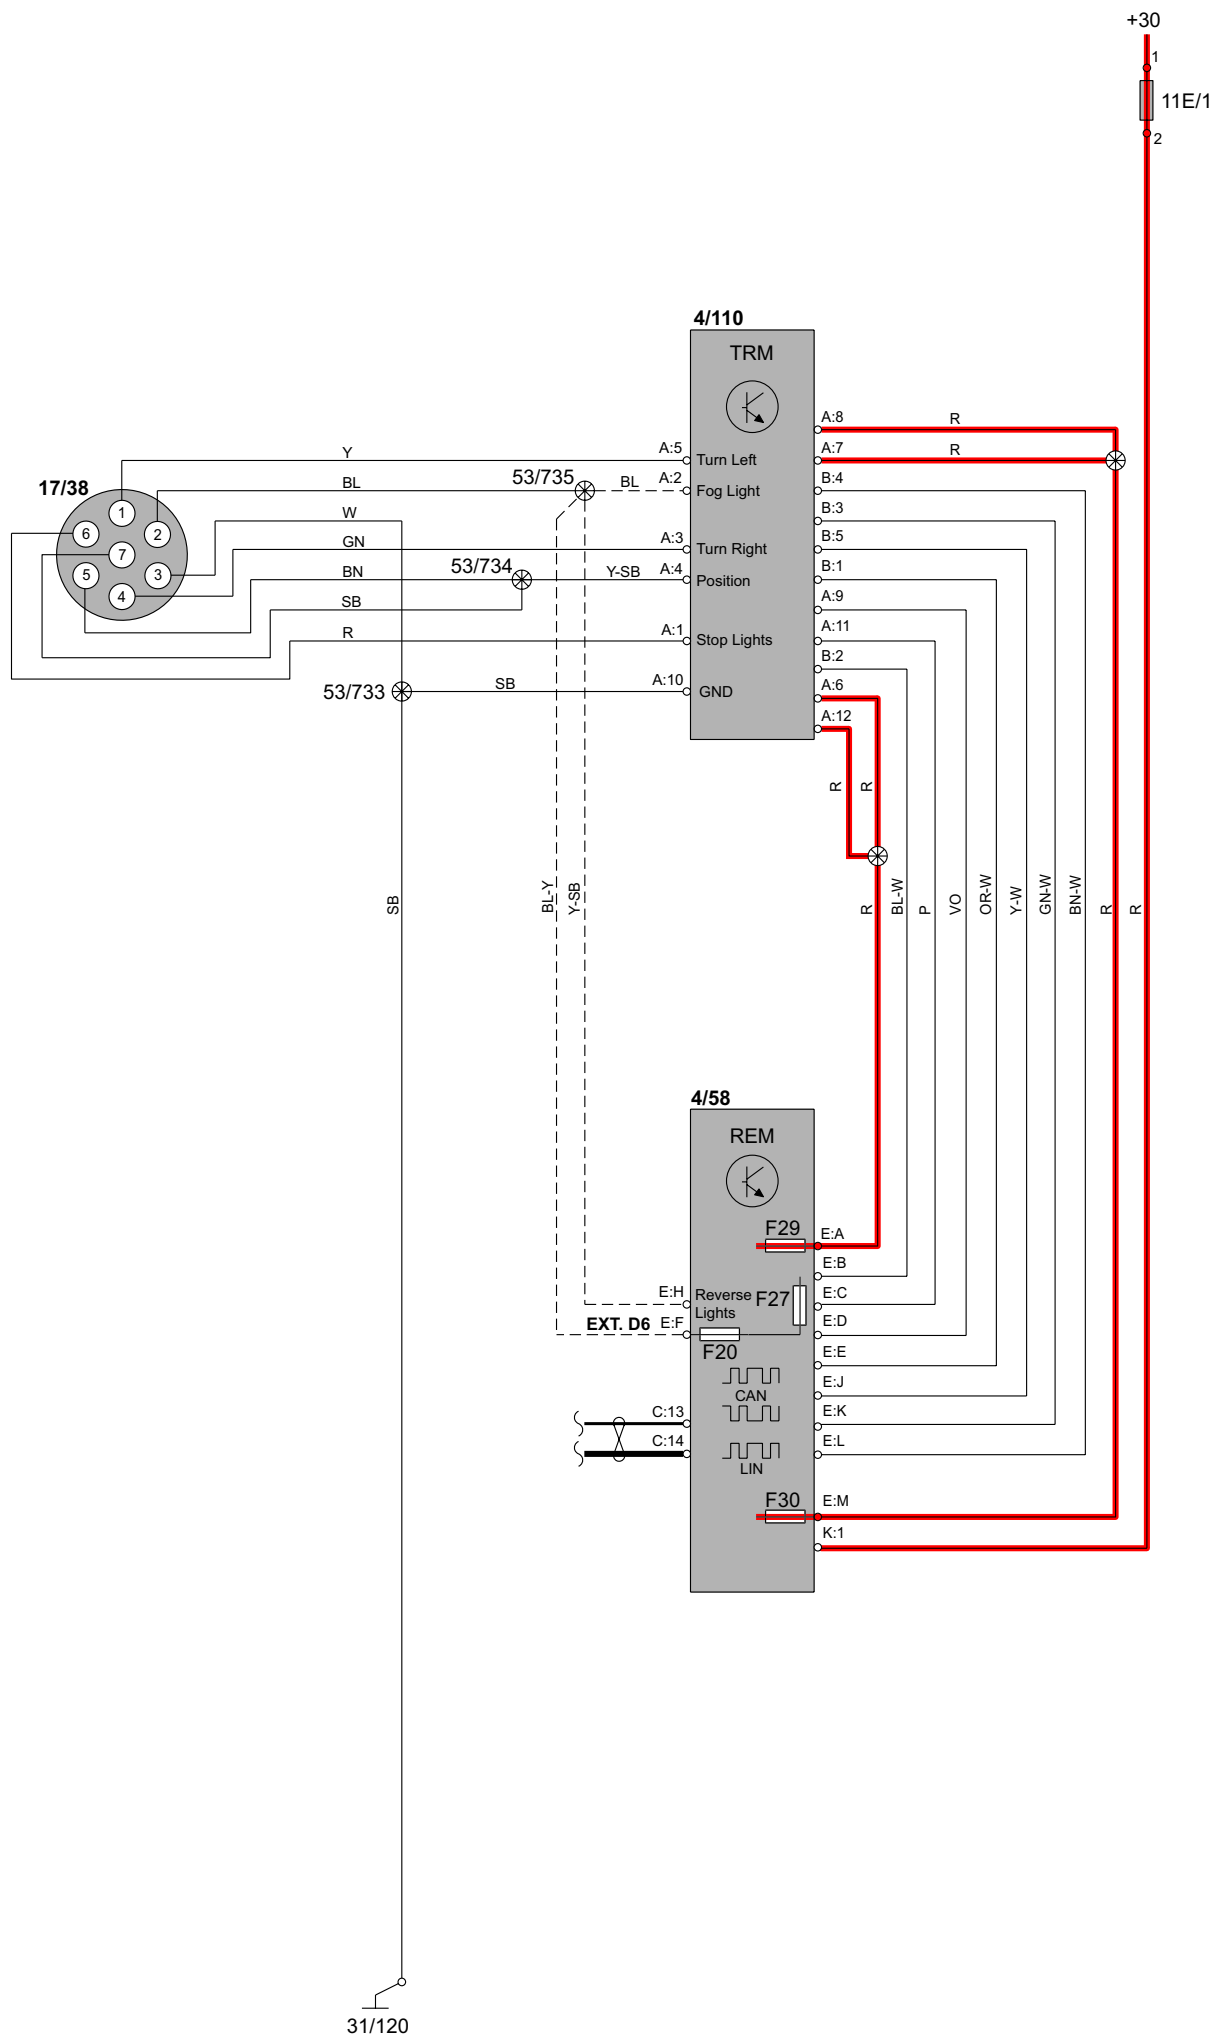 +30
1
11E/1
2
4/110
TRM
A:8 R
Y A:5 Turn Left A:7 R
17/38 BL 53/735 BL A:2 Fog Light B:4
1 W B:3
6 2
GN A:3 Turn Right B:5
7
BN 53/734 Y-SB A:4 Position B:1
5 3
4 SB A:9
R A:1 Stop Lights A:11
B:2
53/733 SB A:10 GND A:6
A:12
R R
SB BL-Y Y-SB R BL-W P VO OR-W Y-W GN-W BN-W R R
4/58
REM
F29 E:A
E:B
E:H Reverse Lights F27 E:C
EXT. D6 E:F E:D
F20 E:E
CAN E:J
C:13 E:K
C:14 E:L
LIN
F30 E:M
K:1
31/120